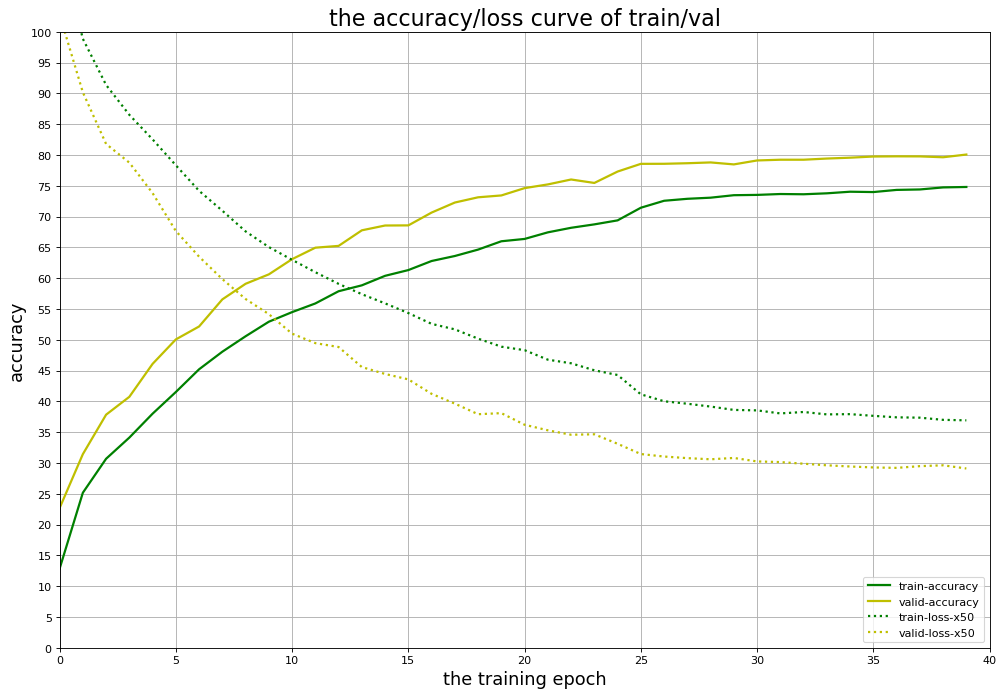 the accuracy/loss curve of train/val
100
95
90
85
80
75
70
65
60
55
50
45
40
35
30
25
20
15
10
5
0
accuracy
train-accuracy
valid-accuracy
train-loss-x50
valid-loss-x50
0 5 10 15 20 25 30 35 40
the training epoch